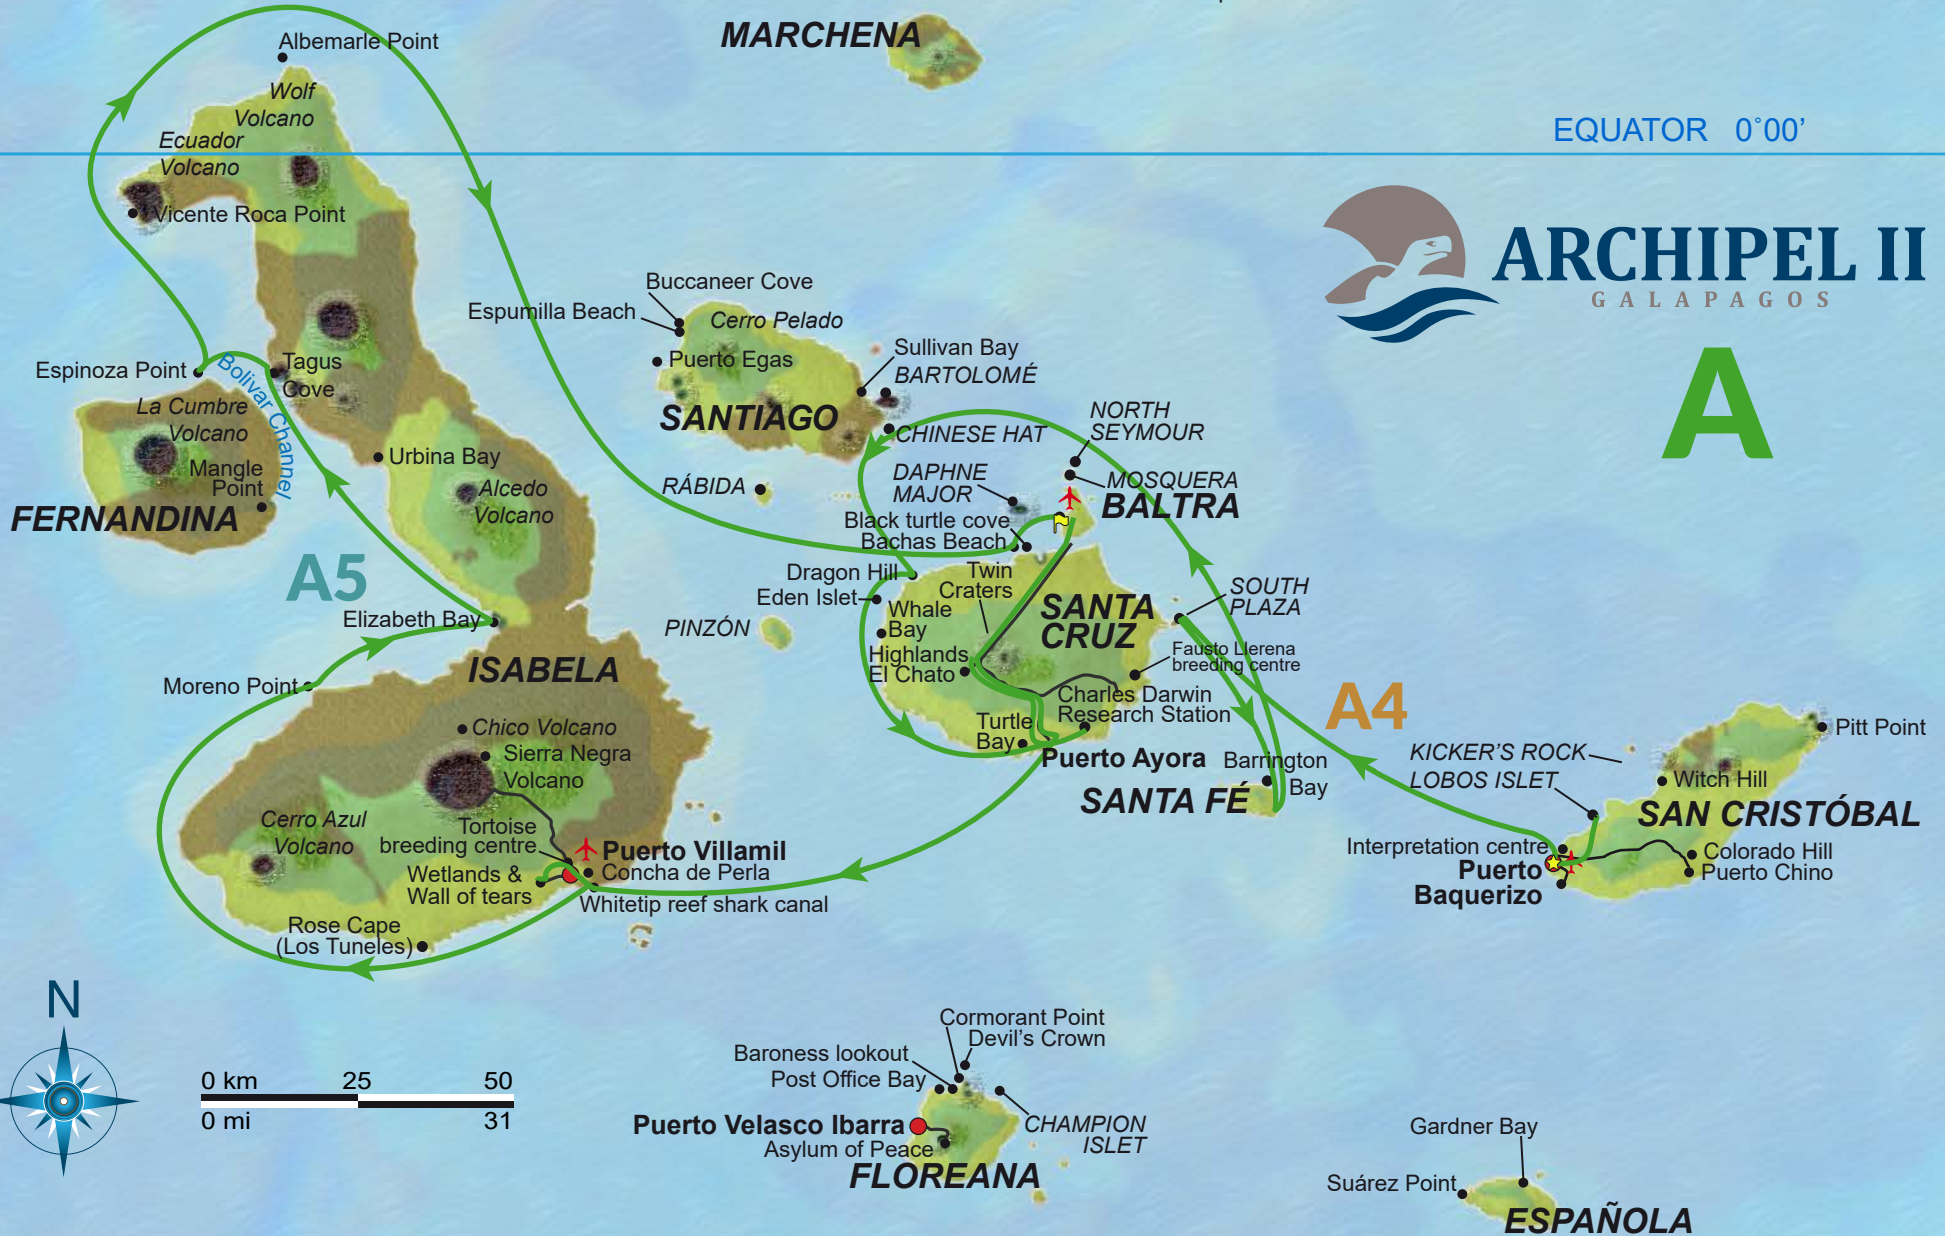 MARCHENA
Albemarle Point
Wolf
Volcano
Ecuador
Volcano
Vicente Roca Point
EQUATOR 0°00'
ARCHIPEL II
GALAPAGOS
A
Buccaneer Cove
Espumilla Beach
Cerro Pelado
Puerto Egas
SANTIAGO
Sullivan Bay
BARTOLOMÉ
CHINESE HAT
NORTH
SEYMOUR
MOSQUERA
BALTRA
DAPHNE
MAJOR
RÁBIDA
Black turtle cove
Bachas Beach
Espinoza Point
Bolivar Channel
Tagus
Cove
La Cumbre
Volcano
Mangle
Point
FERNANDINA
Urbina Bay
Alcedo
Volcano
A5
Elizabeth Bay
ISABELA
Moreno Point
Chico Volcano
Sierra Negra
Volcano
Cerro Azul
Volcano
Tortoise
breeding centre
Puerto Villamil
Concha de Perla
Wetlands &
Wall of tears
Whitetip reef shark canal
Rose Cape
(Los Tuneles)
PINZÓN
Dragon Hill
Eden Islet
Whale
Bay
Twin
Craters
SANTA
CRUZ
Highlands
El Chato
SOUTH
PLAZA
Fausto Llerena
breeding centre
Charles Darwin
Research Station
Turtle
Bay
Puerto Ayora
Barrington
Bay
SANTA FÉ
A4
KICKER'S ROCK
LOBOS ISLET
Pitt Point
Witch Hill
SAN CRISTÓBAL
Interpretation centre
Puerto
Baquerizo
Colorado Hill
Puerto Chino
N
0 km 25 50
0 mi 31
Cormorant Point
Devil's Crown
Baroness lookout
Post Office Bay
Puerto Velasco Ibarra
Asylum of Peace
CHAMPION
ISLET
FLOREANA
Gardner Bay
Suárez Point
ESPAÑOLA